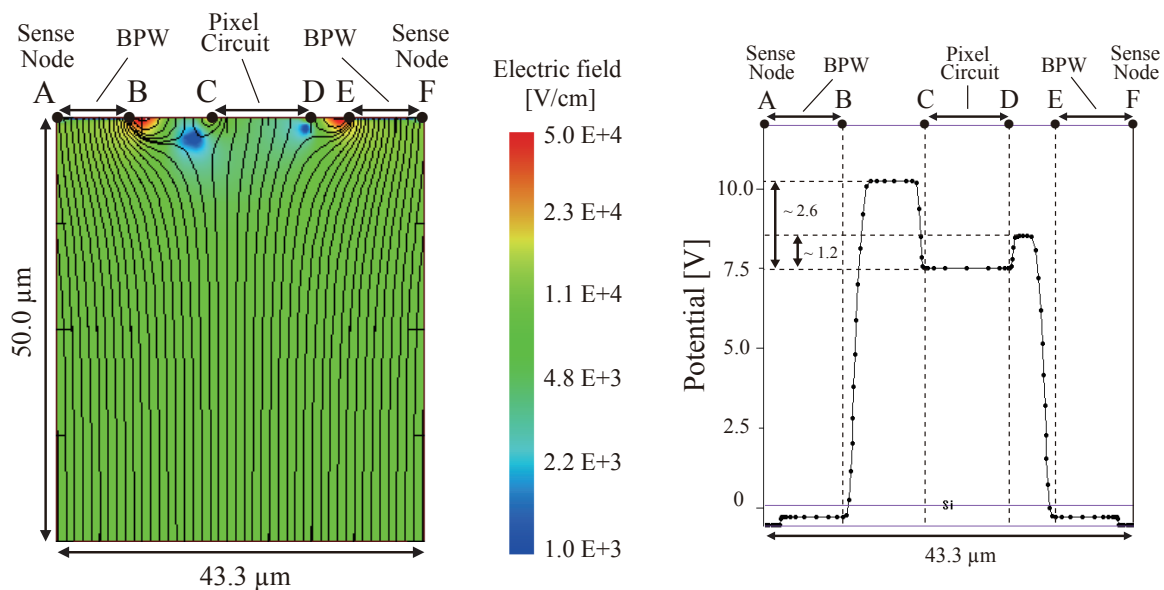 Sense
Node
BPW
Pixel
Circuit
BPW
Sense
Node
A
B
C
D
E
F
50.0 µm
43.3 µm
Electric field
[V/cm]
5.0 E+4
2.3 E+4
1.1 E+4
4.8 E+3
2.2 E+3
1.0 E+3
Sense
Node
BPW
Pixel
Circuit
BPW
Sense
Node
A
B
C
D
E
F
Potential [V]
10.0
7.5
5.0
2.5
0
~ 2.6
~ 1.2
Si
43.3 µm